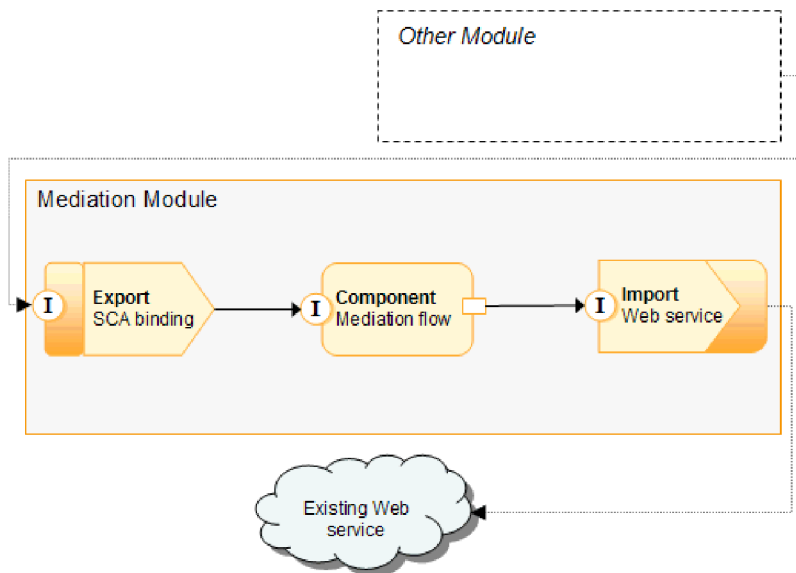 Other Module
Mediation Module
I
Export
SCA binding
I
Component
Mediation flow
I
Import
Web service
Existing Web
service